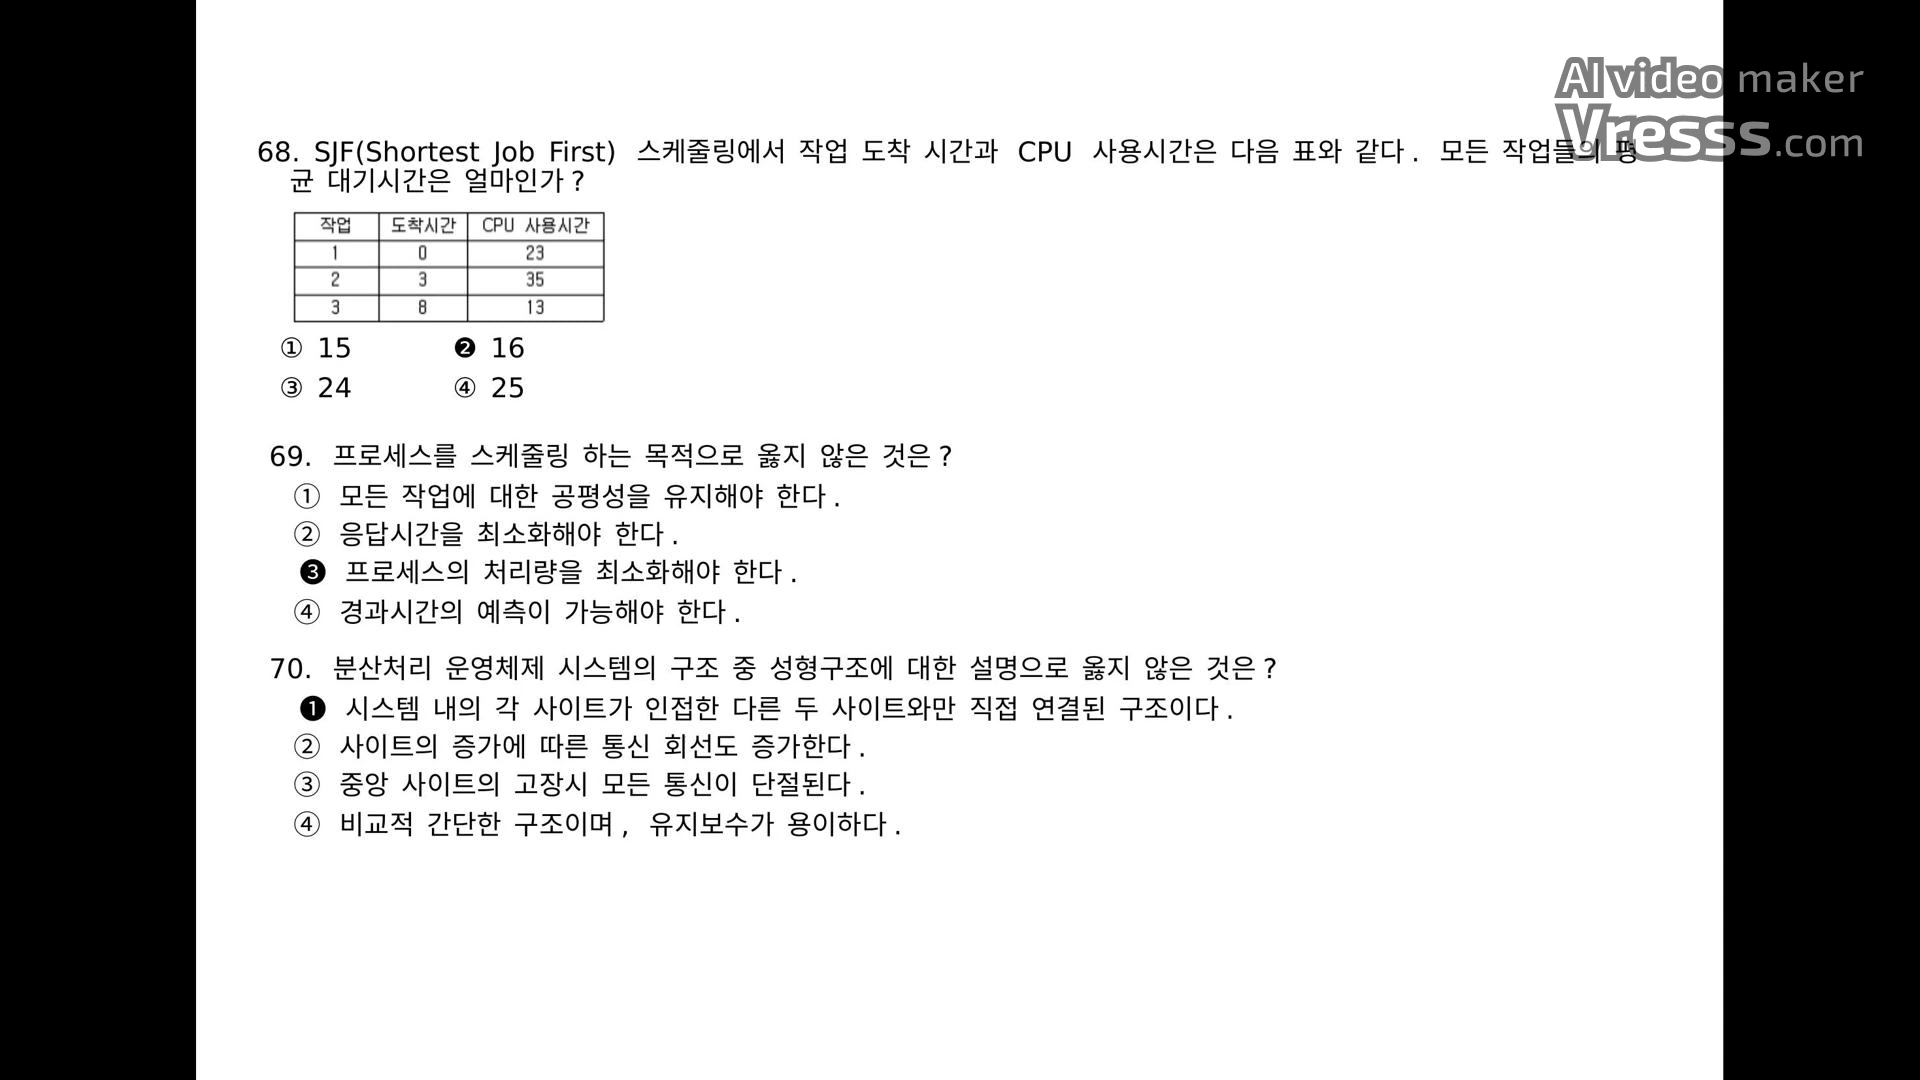 AI video maker
Vresss.com
68. SJF(Shortest Job First) 스케줄링에서 작업 도착 시간과 CPU 사용시간은 다음 표와 같다. 모든 작업들의 평
균 대기시간은 얼마인가?
작업 도착시간 CPU 사용시간
1 0 23
2 3 35
3 8 13
① 15 ❷ 16
③ 24 ④ 25
69. 프로세스를 스케줄링 하는 목적으로 옳지 않은 것은?
① 모든 작업에 대한 공평성을 유지해야 한다.
② 응답시간을 최소화해야 한다.
❸ 프로세스의 처리량을 최소화해야 한다.
④ 경과시간의 예측이 가능해야 한다.
70. 분산처리 운영체제 시스템의 구조 중 성형구조에 대한 설명으로 옳지 않은 것은?
❶ 시스템 내의 각 사이트가 인접한 다른 두 사이트와만 직접 연결된 구조이다.
② 사이트의 증가에 따른 통신 회선도 증가한다.
③ 중앙 사이트의 고장시 모든 통신이 단절된다.
④ 비교적 간단한 구조이며, 유지보수가 용이하다.